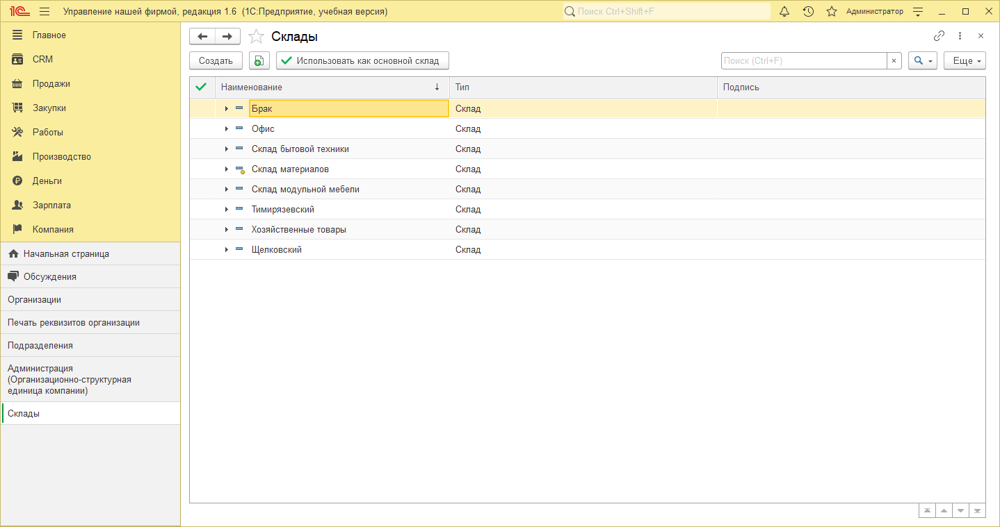 1С Управление нашей фирмой, редакция 1.6 (1С:Предприятие, учебная версия) Поиск Ctrl+Shift+F Администратор
Главное
CRM
Продажи
Закупки
Работы
Производство
Деньги
Зарплата
Компания
Начальная страница
Обсуждения
Организации
Печать реквизитов организации
Подразделения
Администрация
(Организационно-структурная
единица компании)
Склады
Склады
Создать Использовать как основной склад Поиск (Ctrl+F) × Еще
Наименование ↓ Тип Подпись
Брак Склад
Офис Склад
Склад бытовой техники Склад
Склад материалов Склад
Склад модульной мебели Склад
Тимирязевский Склад
Хозяйственные товары Склад
Щелковский Склад